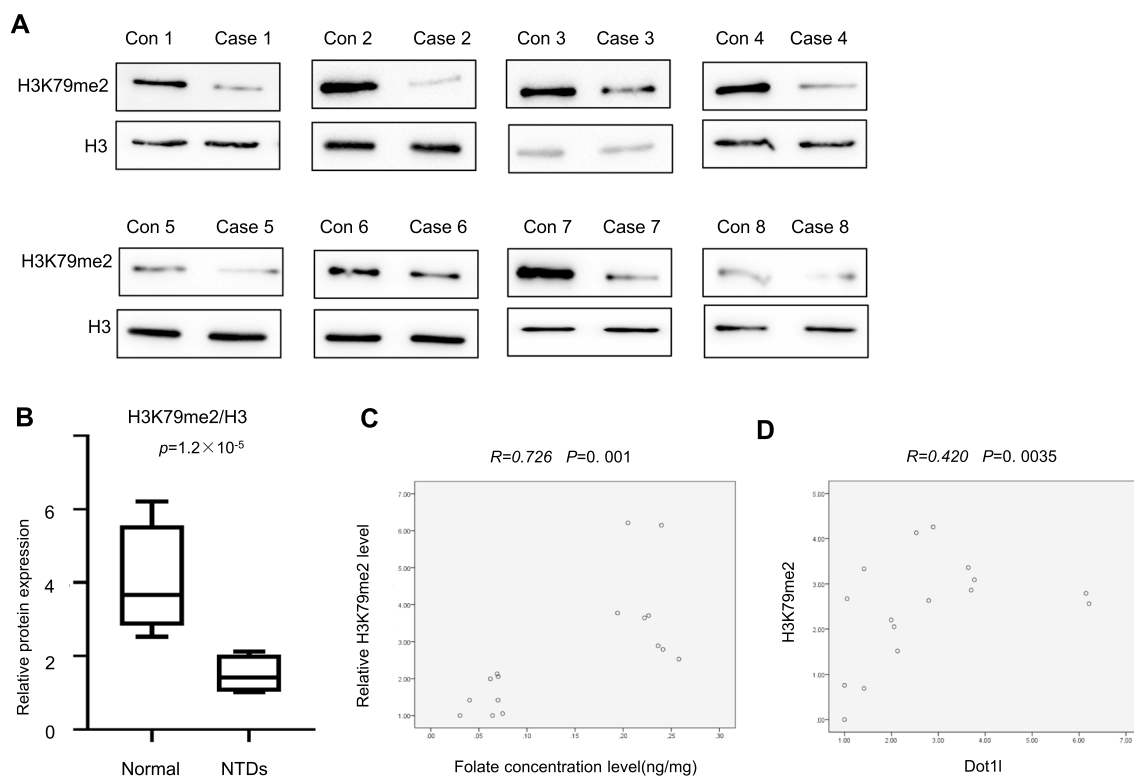 A
Con 1 Case 1 Con 2 Case 2 Con 3 Case 3 Con 4 Case 4
H3K79me2
H3
Con 5 Case 5 Con 6 Case 6 Con 7 Case 7 Con 8 Case 8
H3K79me2
H3
B
H3K79me2/H3
p=1.2×10-5
Relative protein expression
6
4
2
0
Normal NTDs
C
R=0.726 P=0. 001
Relative H3K79me2 level
7.00
6.00
5.00
4.00
3.00
2.00
1.00
.00 .05 .10 .15 .20 .25 .30
Folate concentration level(ng/mg)
D
R=0.420 P=0. 0035
H3K79me2
5.00
4.00
3.00
2.00
1.00
.00
1.00 2.00 3.00 4.00 5.00 6.00 7.00
Dot1l